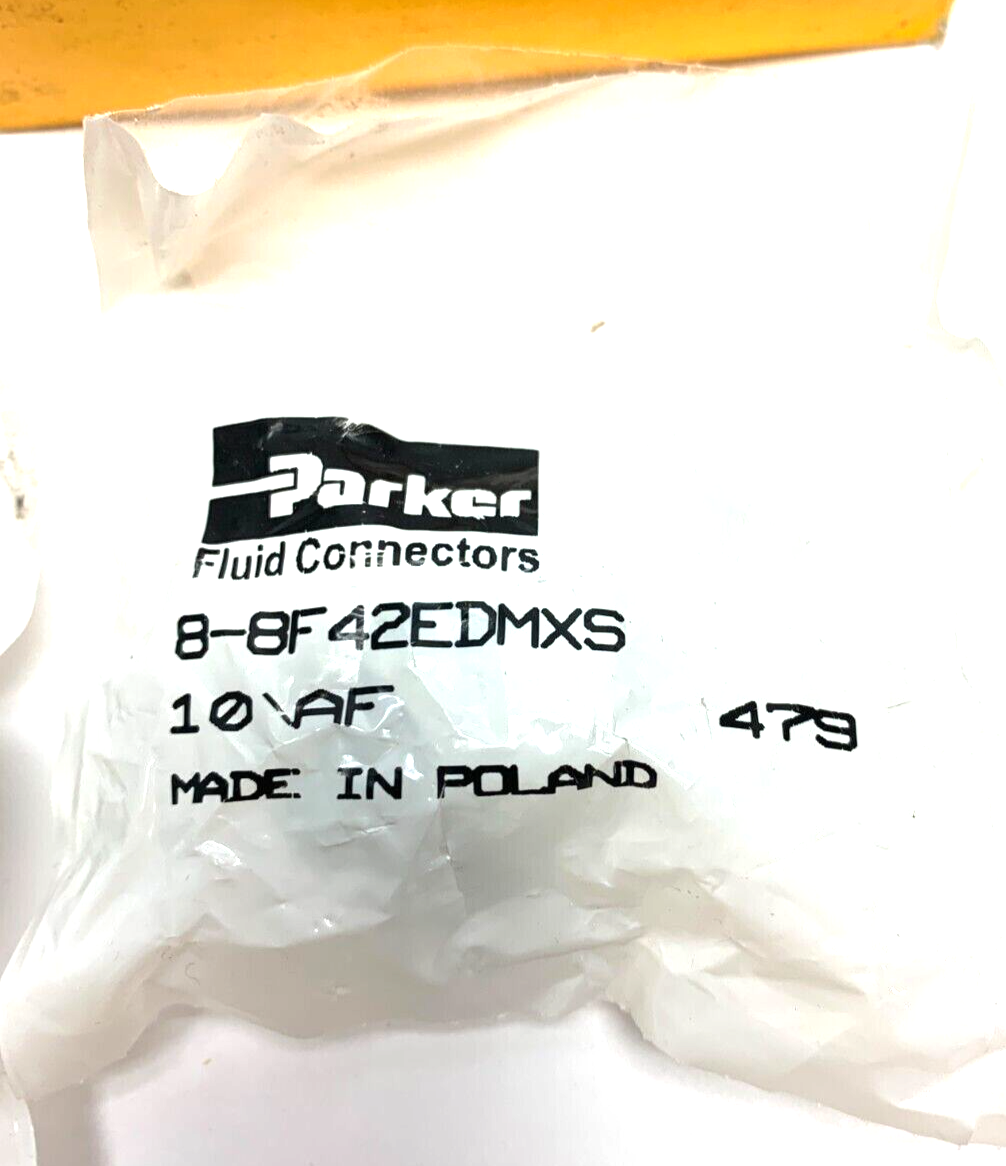 Parker
Fluid Connectors
8-8F42EDMXS
10\AF 479
MADE IN POLAND